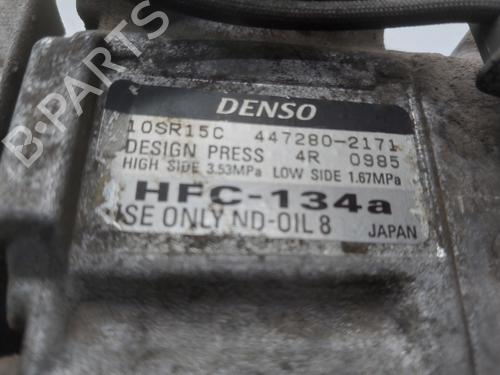 DENSO
10SR15C 447280-2171
DESIGN PRESS 4R 0985
HIGH SIDE 3.53MPa LOW SIDE 1.67MPa
HFC-134a
USE ONLY ND-OIL 8 JAPAN
B-PARTS